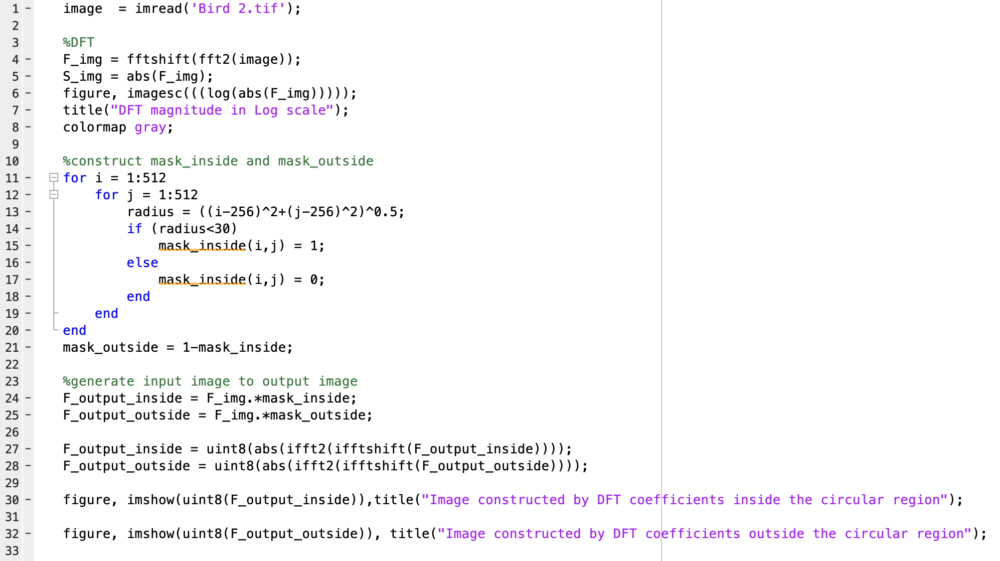 1 -    image  = imread('Bird 2.tif');
2
3      %DFT
4 -    F_img = fftshift(fft2(image));
5 -    S_img = abs(F_img);
6 -    figure, imagesc(((log(abs(F_img)))));
7 -    title("DFT magnitude in Log scale");
8 -    colormap gray;
9
10     %construct mask_inside and mask_outside
11 -   for i = 1:512
12 -       for j = 1:512
13 -           radius = ((i-256)^2+(j-256)^2)^0.5;
14 -           if (radius<30)
15 -               mask_inside(i,j) = 1;
16 -           else
17 -               mask_inside(i,j) = 0;
18 -           end
19 -       end
20 -   end
21 -   mask_outside = 1-mask_inside;
22
23     %generate input image to output image
24 -   F_output_inside = F_img.*mask_inside;
25 -   F_output_outside = F_img.*mask_outside;
26
27 -   F_output_inside = uint8(abs(ifft2(ifftshift(F_output_inside))));
28 -   F_output_outside = uint8(abs(ifft2(ifftshift(F_output_outside))));
29
30 -   figure, imshow(uint8(F_output_inside)),title("Image constructed by DFT coefficients inside the circular region");
31
32 -   figure, imshow(uint8(F_output_outside)), title("Image constructed by DFT coefficients outside the circular region");
33